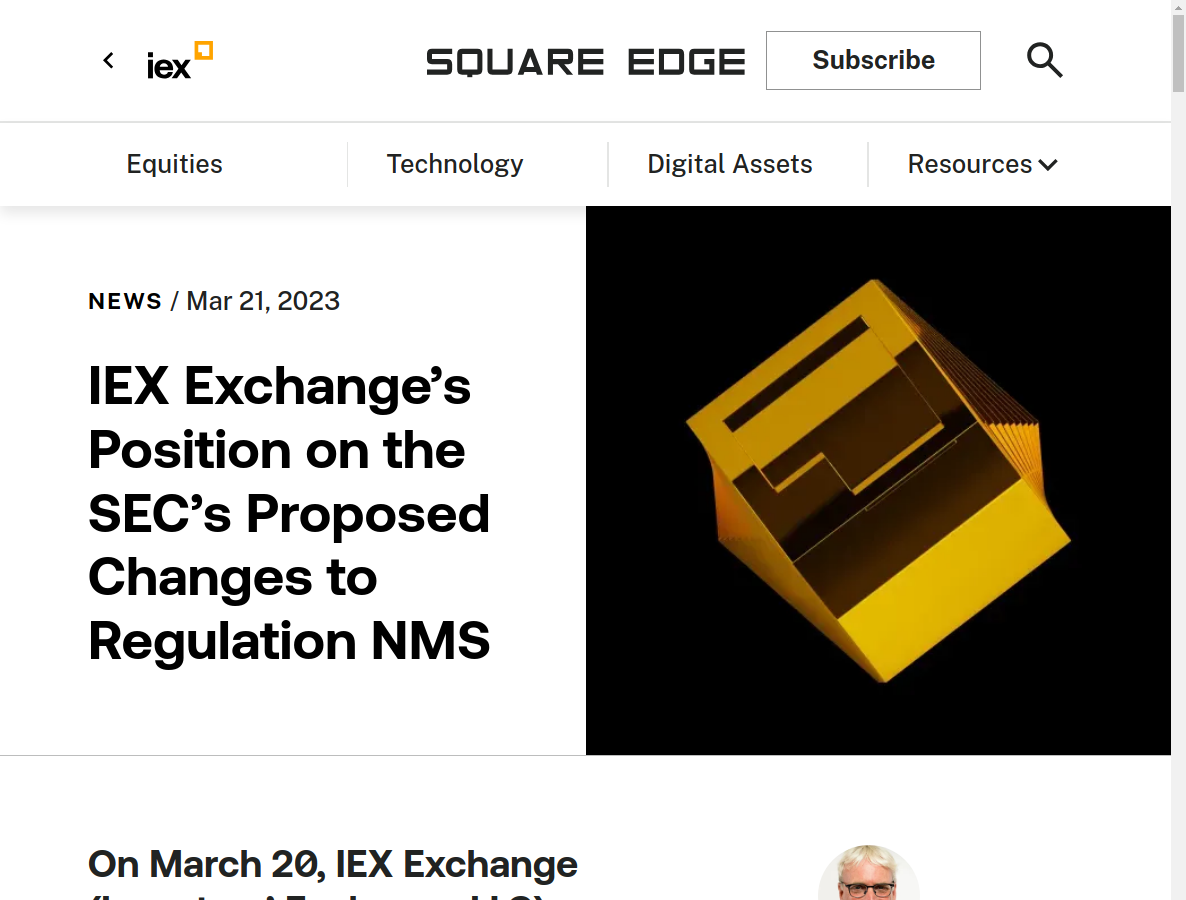 iex
SQUARE EDGE
Subscribe
Equities
Technology
Digital Assets
Resources
NEWS / Mar 21, 2023
IEX Exchange’s
Position on the
SEC’s Proposed
Changes to
Regulation NMS
On March 20, IEX Exchange